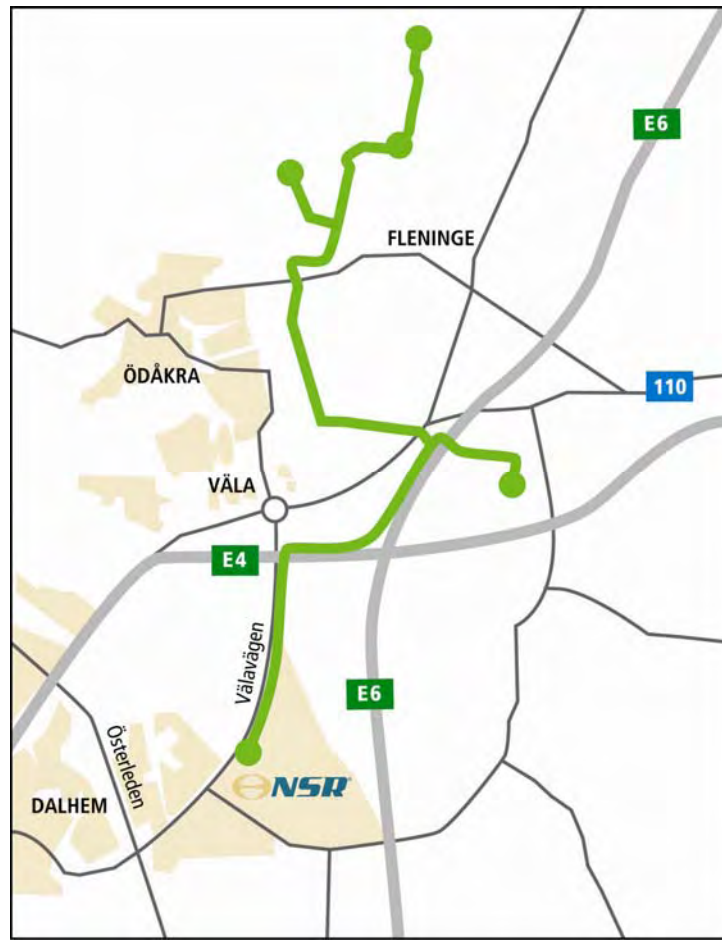 E6
FLENINGE
ÖDÅKRA
110
VÄLA
E4
Välavägen
E6
Österleden
NSR
DALHEM